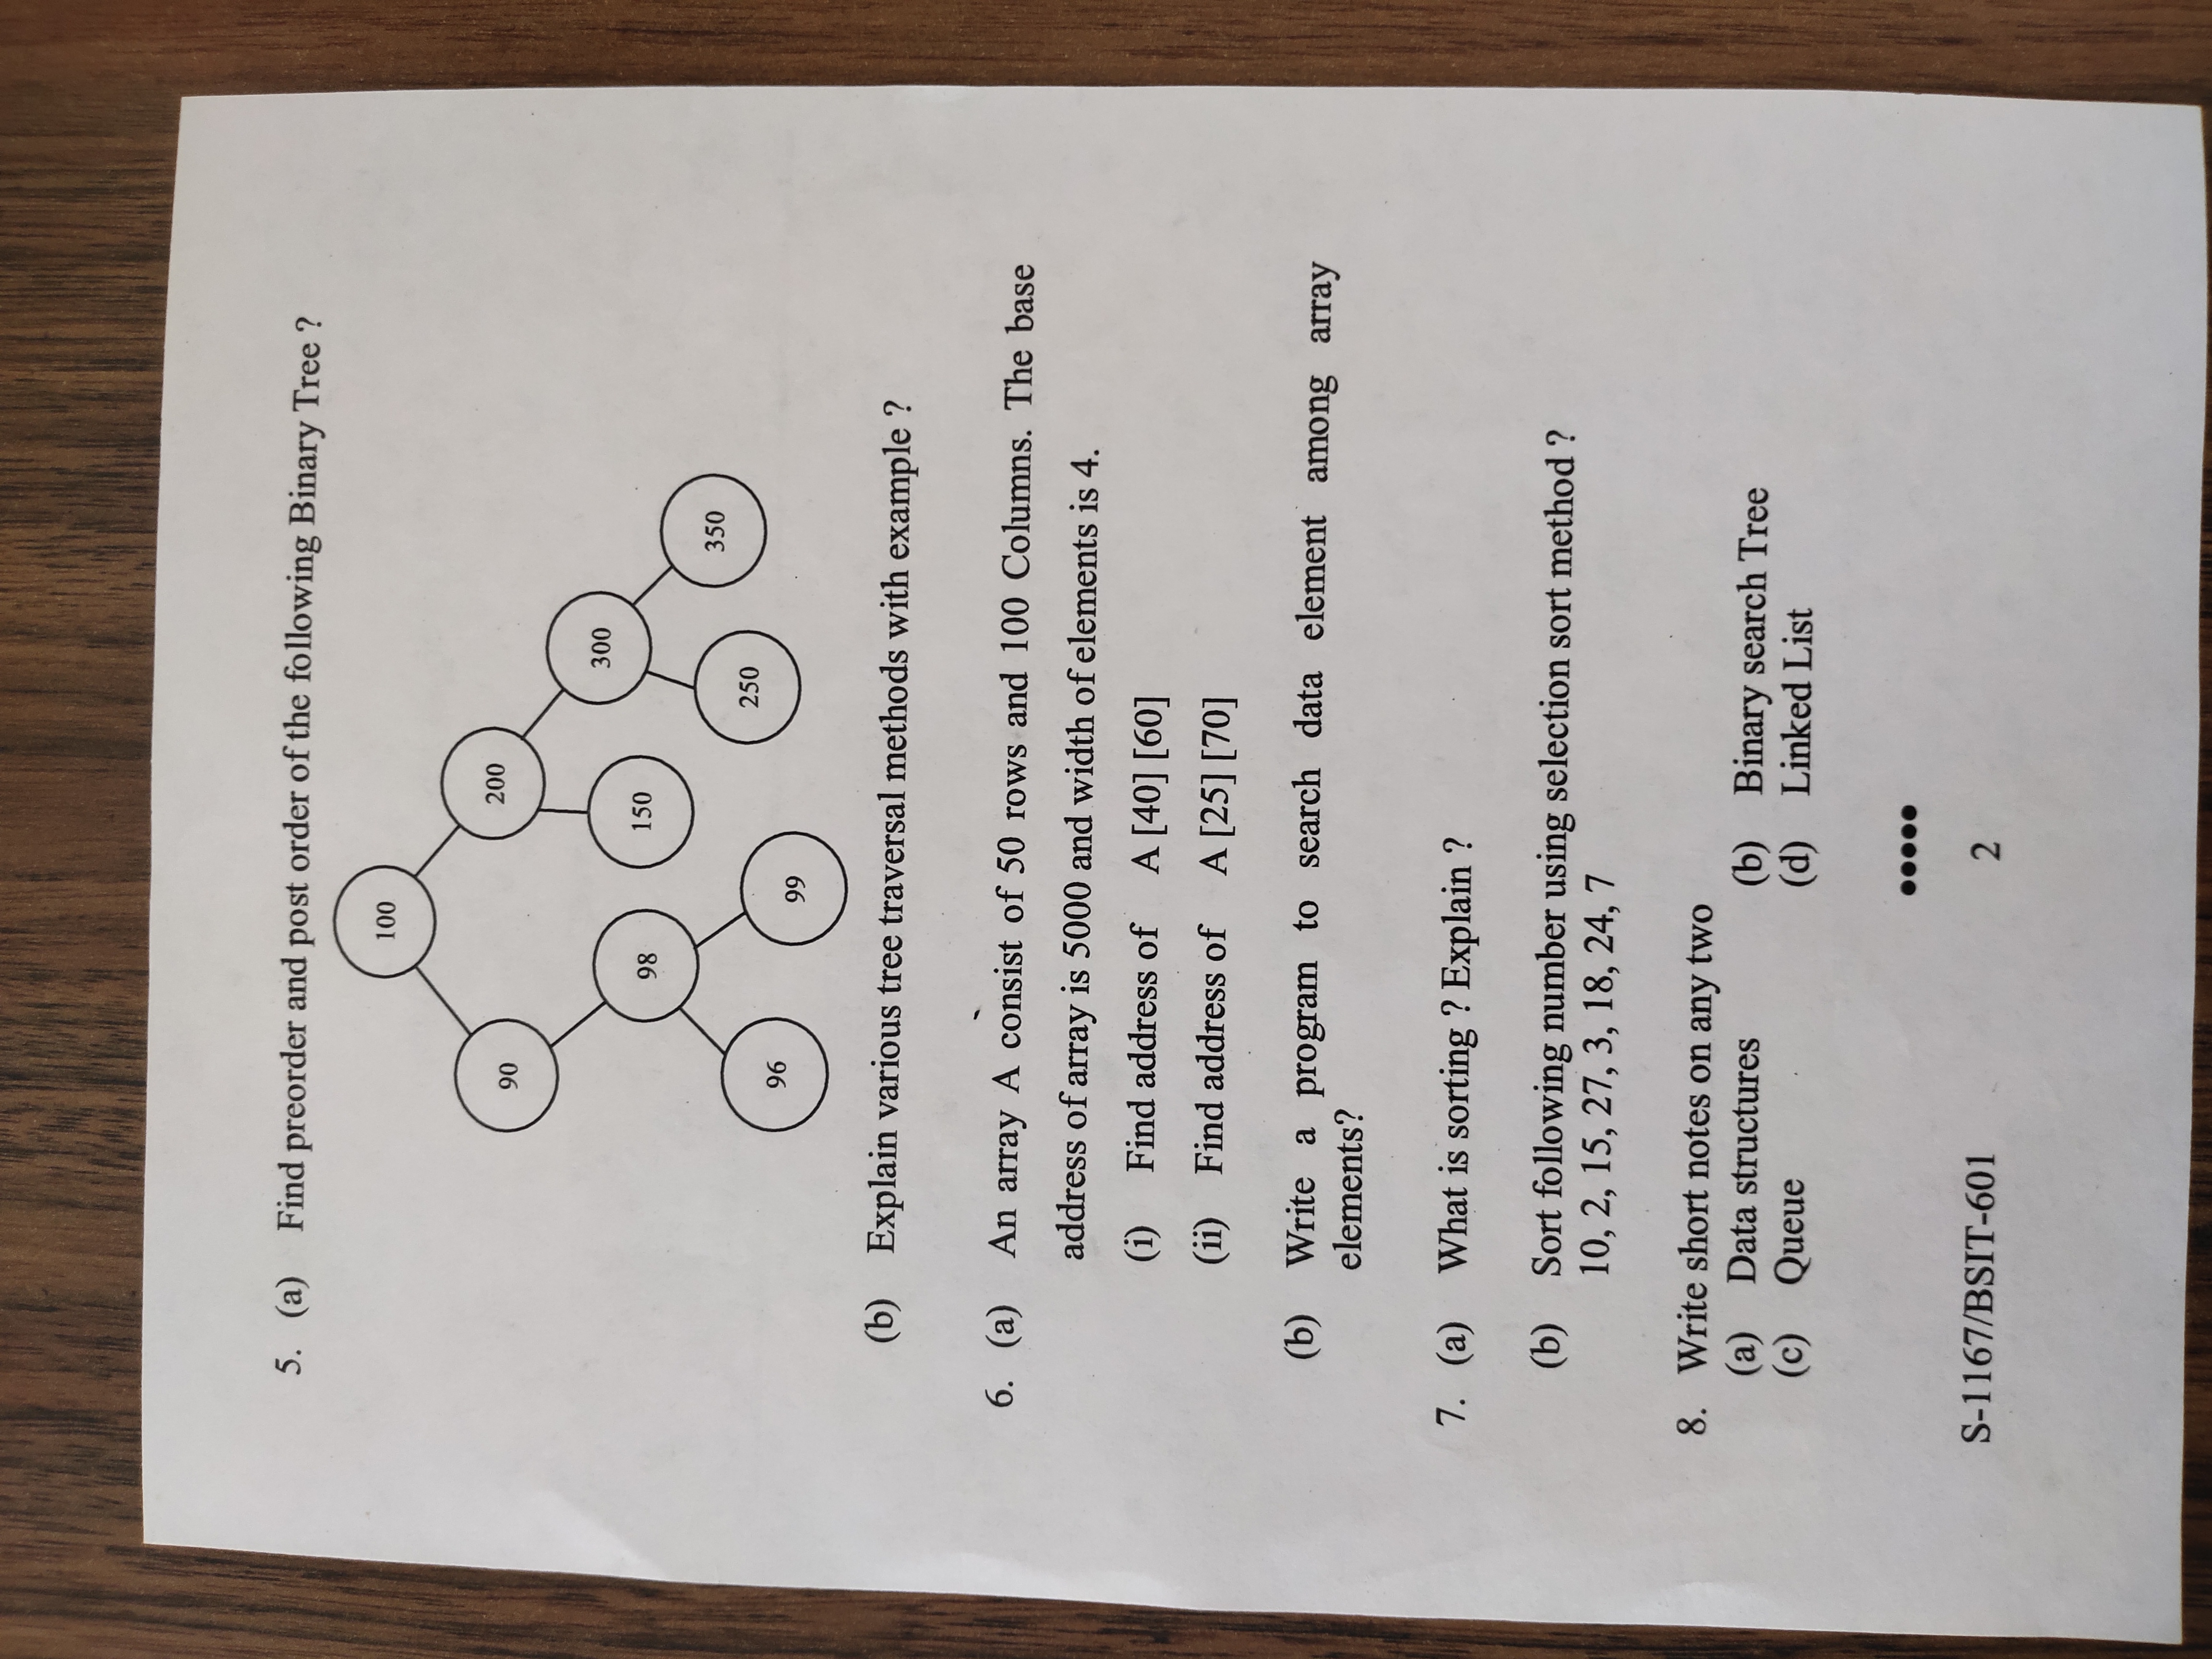 5. (a) Find preorder and post order of the following Binary Tree ?
100
90
200
300
98
150
350
250
96
99
(b) Explain various tree traversal methods with example ?
6. (a) An array A consist of 50 rows and 100 Columns. The base
address of array is 5000 and width of elements is 4.
(i) Find address of A [40] [60]
(ii) Find address of A [25] [70]
(b) Write a program to search data element among array
elements?
7. (a) What is sorting ? Explain ?
(b) Sort following number using selection sort method ?
10, 2, 15, 27, 3, 18, 24, 7
8. Write short notes on any two
(a) Data structures (b) Binary search Tree
(c) Queue (d) Linked List
•••••
S-1167/BSIT-601 2